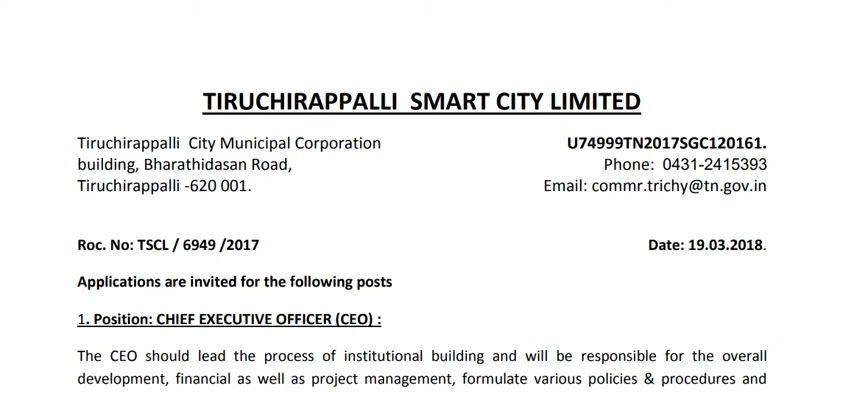 TIRUCHIRAPPALLI SMART CITY LIMITED
Tiruchirappalli City Municipal Corporation U74999TN2017SGC120161.
building, Bharathidasan Road, Phone: 0431-2415393
Tiruchirappalli -620 001. Email: commr.trichy@tn.gov.in
Roc. No: TSCL / 6949 /2017 Date: 19.03.2018.
Applications are invited for the following posts
1. Position: CHIEF EXECUTIVE OFFICER (CEO) :
The CEO should lead the process of institutional building and will be responsible for the overall
development, financial as well as project management, formulate various policies & procedures and